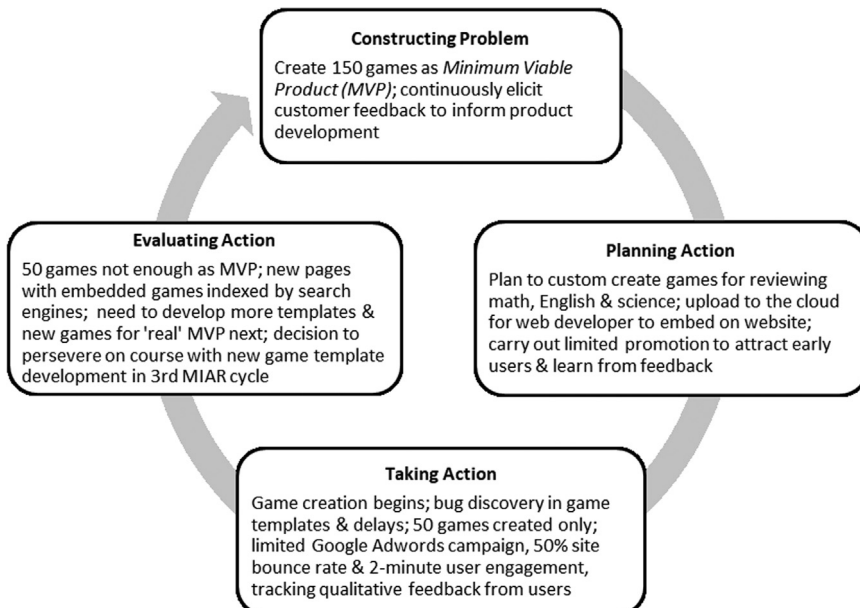 Constructing Problem
Create 150 games as Minimum Viable
Product (MVP); continuously elicit
customer feedback to inform product
development
Planning Action
Plan to custom create games for reviewing
math, English & science; upload to the cloud
for web developer to embed on website;
carry out limited promotion to attract early
users & learn from feedback
Taking Action
Game creation begins; bug discovery in game
templates & delays; 50 games created only;
limited Google Adwords campaign, 50% site
bounce rate & 2-minute user engagement,
tracking qualitative feedback from users
Evaluating Action
50 games not enough as MVP; new pages
with embedded games indexed by search
engines; need to develop more templates &
new games for 'real' MVP next; decision to
persevere on course with new game template
development in 3rd MIAR cycle